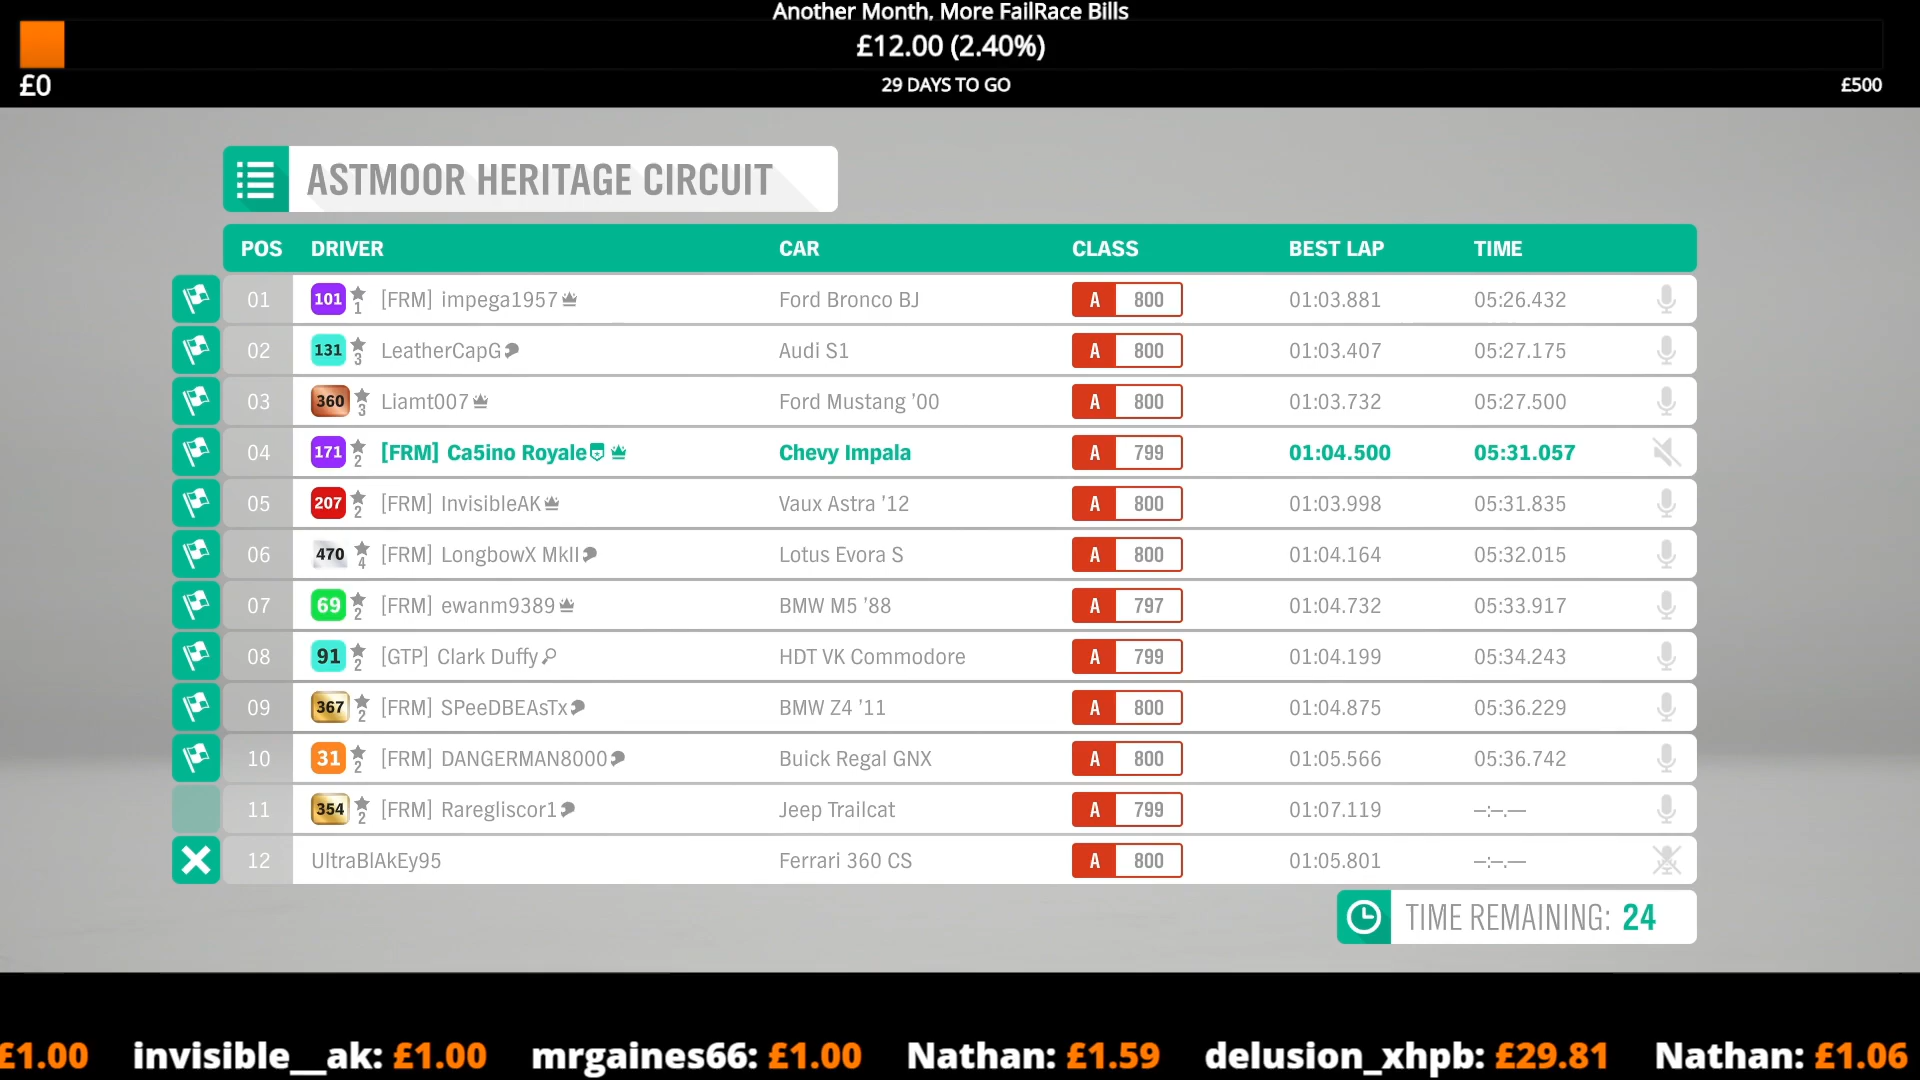 Another Month, More FailRace Bills
£12.00 (2.40%)
£0 29 DAYS TO GO £500
ASTMOOR HERITAGE CIRCUIT
POS DRIVER CAR CLASS BEST LAP TIME
01 101 1 [FRM] impega1957 Ford Bronco BJ A 800 01:03.881 05:26.432
02 131 3 LeatherCapG Audi S1 A 800 01:03.407 05:27.175
03 360 3 Liamt007 Ford Mustang '00 A 800 01:03.732 05:27.500
04 171 2 [FRM] Ca5ino Royale Chevy Impala A 799 01:04.500 05:31.057
05 207 2 [FRM] InvisibleAK Vaux Astra '12 A 800 01:03.998 05:31.835
06 470 4 [FRM] LongbowX MkII Lotus Evora S A 800 01:04.164 05:32.015
07 69 2 [FRM] ewanm9389 BMW M5 '88 A 797 01:04.732 05:33.917
08 91 2 [GTP] Clark Duffy HDT VK Commodore A 799 01:04.199 05:34.243
09 367 2 [FRM] SPeeDBEAsTx BMW Z4 '11 A 800 01:04.875 05:36.229
10 31 2 [FRM] DANGERMAN8000 Buick Regal GNX A 800 01:05.566 05:36.742
11 354 2 [FRM] Raregliscor1 Jeep Trailcat A 799 01:07.119 –:–.––
12 UltraBlAkEy95 Ferrari 360 CS A 800 01:05.801 –:–.––
TIME REMAINING: 24
£1.00 invisible__ak: £1.00 mrgaines66: £1.00 Nathan: £1.59 delusion_xhpb: £29.81 Nathan: £1.06